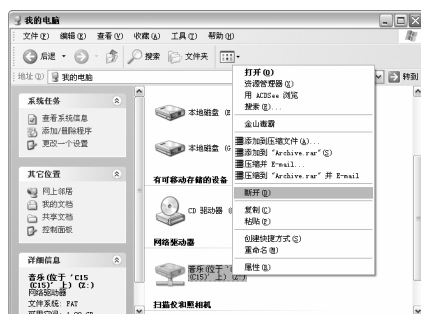 我的电脑
文件(F) 编辑(E) 查看(V) 收藏(A) 工具(T) 帮助(H)
后退 搜索 文件夹
地址(D) 我的电脑 转到
系统任务
查看系统信息
添加/删除程序
更改一个设置
其它位置
网上邻居
我的文档
共享文档
控制面板
详细信息
音乐(位于 'C15
(C15)' 上) (Z:)
网络驱动器
文件系统: FAT
本地磁盘 (E
本地磁盘 (G
有可移动存储的设备
CD 驱动器
网络驱动器
音乐(位于
(C15)' 上) (Z:)
扫描仪和照相机
打开(O)
资源管理器(X)
用 ACDSee 浏览
搜索(E)...
金山毒霸
添加到压缩文件(A)...
添加到 "Archive.rar"(S)
压缩并 E-mail...
压缩到 "Archive.rar" 并 E-mail
断开(D)
复制(C)
粘贴(P)
创建快捷方式(S)
重命名(M)
属性(R)